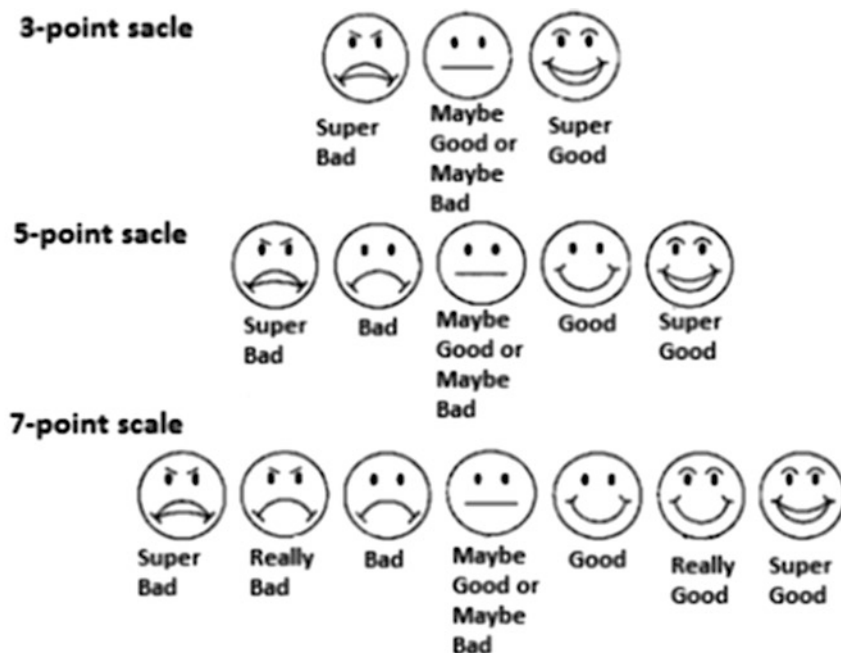 3-point sacle
Super Bad
Maybe Good or Maybe Bad
Super Good
5-point sacle
Super Bad
Bad
Maybe Good or Maybe Bad
Good
Super Good
7-point scale
Super Bad
Really Bad
Bad
Maybe Good or Maybe Bad
Good
Really Good
Super Good